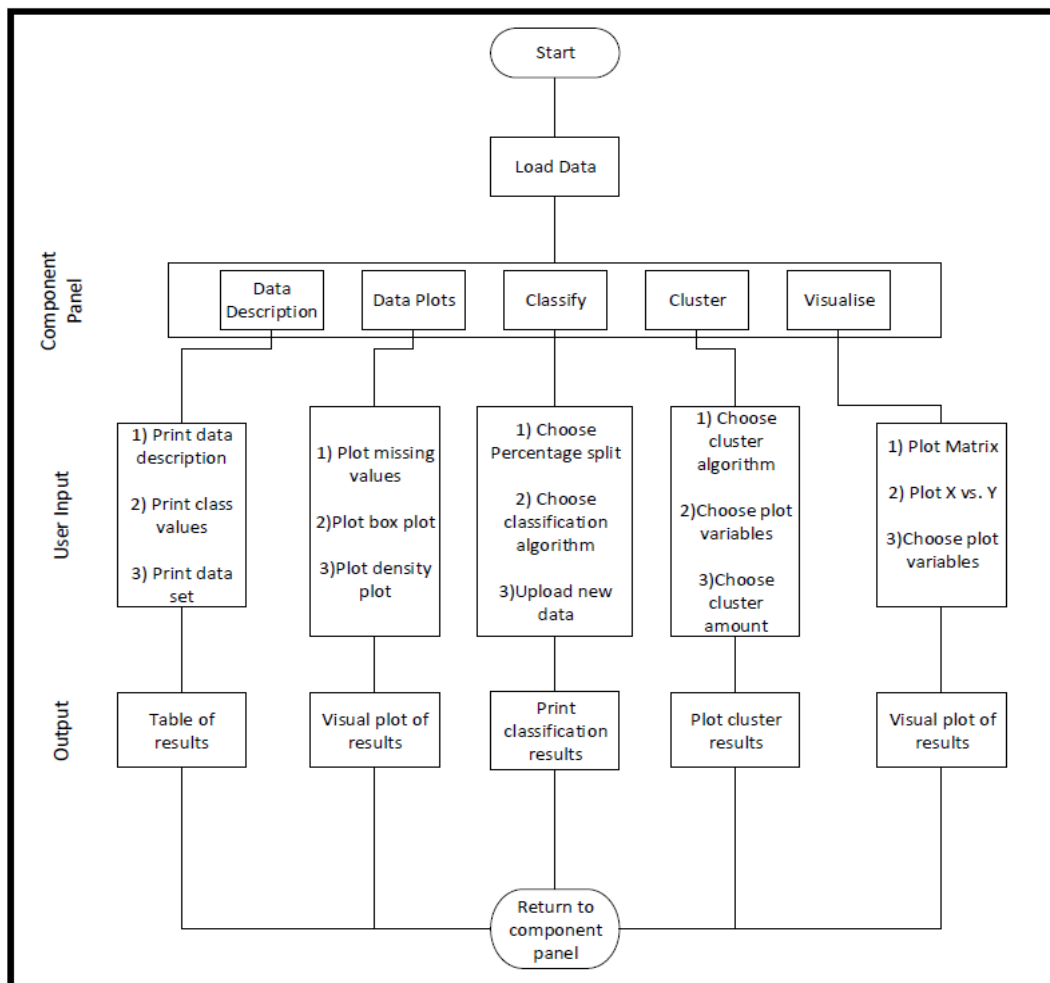 Start
Load Data
Component
Panel
Data
Description
Data Plots
Classify
Cluster
Visualise
User Input
1) Print data
description
2) Print class
values
3) Print data
set
1) Plot missing
values
2)Plot box plot
3)Plot density
plot
1) Choose
Percentage split
2) Choose
classification
algorithm
3)Upload new
data
1) Choose
cluster
algorithm
2)Choose plot
variables
3)Choose
cluster
amount
1) Plot Matrix
2) Plot X vs. Y
3)Choose plot
variables
Output
Table of
results
Visual plot of
results
Print
classification
results
Plot cluster
results
Visual plot of
results
Return to
component
panel